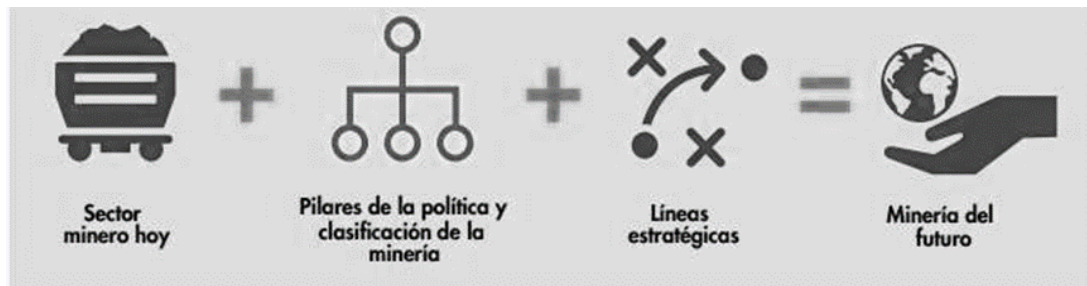 Sector
minero hoy
Pilares de la política y
clasificación de la
minería
Líneas
estratégicas
Minería del
futuro